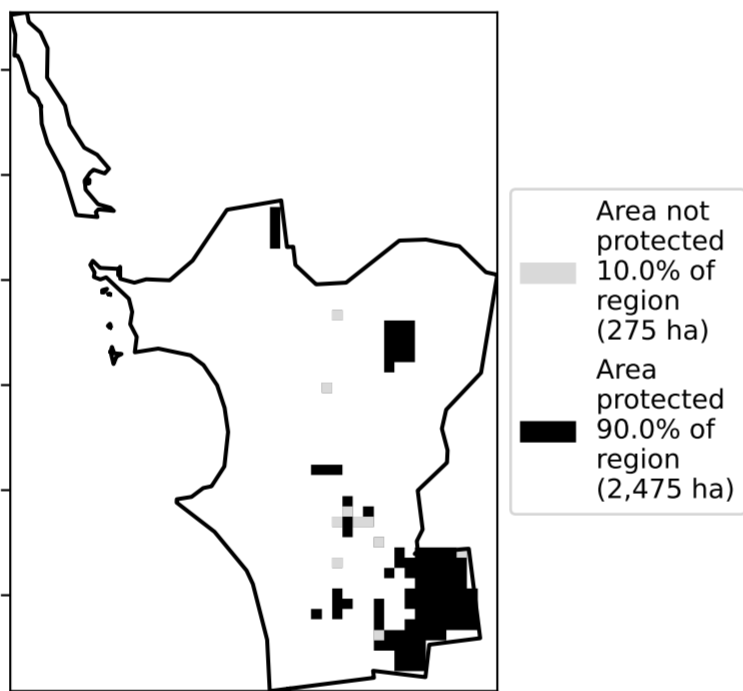 Area not
protected
10.0% of
region
(275 ha)
Area
protected
90.0% of
region
(2,475 ha)